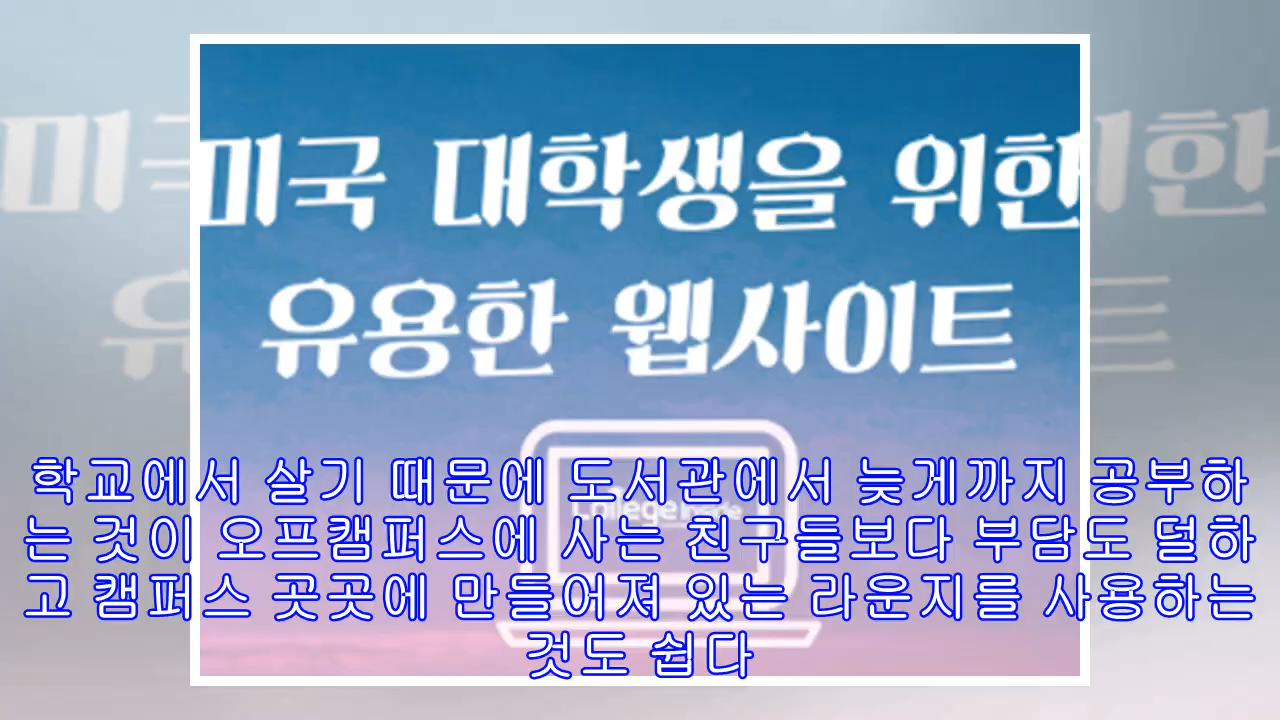 미국 대학생을 위한
유용한 웹사이트
College Inside
학교에서 살기 때문에 도서관에서 늦게까지 공부하
는 것이 오프캠퍼스에 사는 친구들보다 부담도 덜하
고 캠퍼스 곳곳에 만들어져 있는 라운지를 사용하는
것도 쉽다